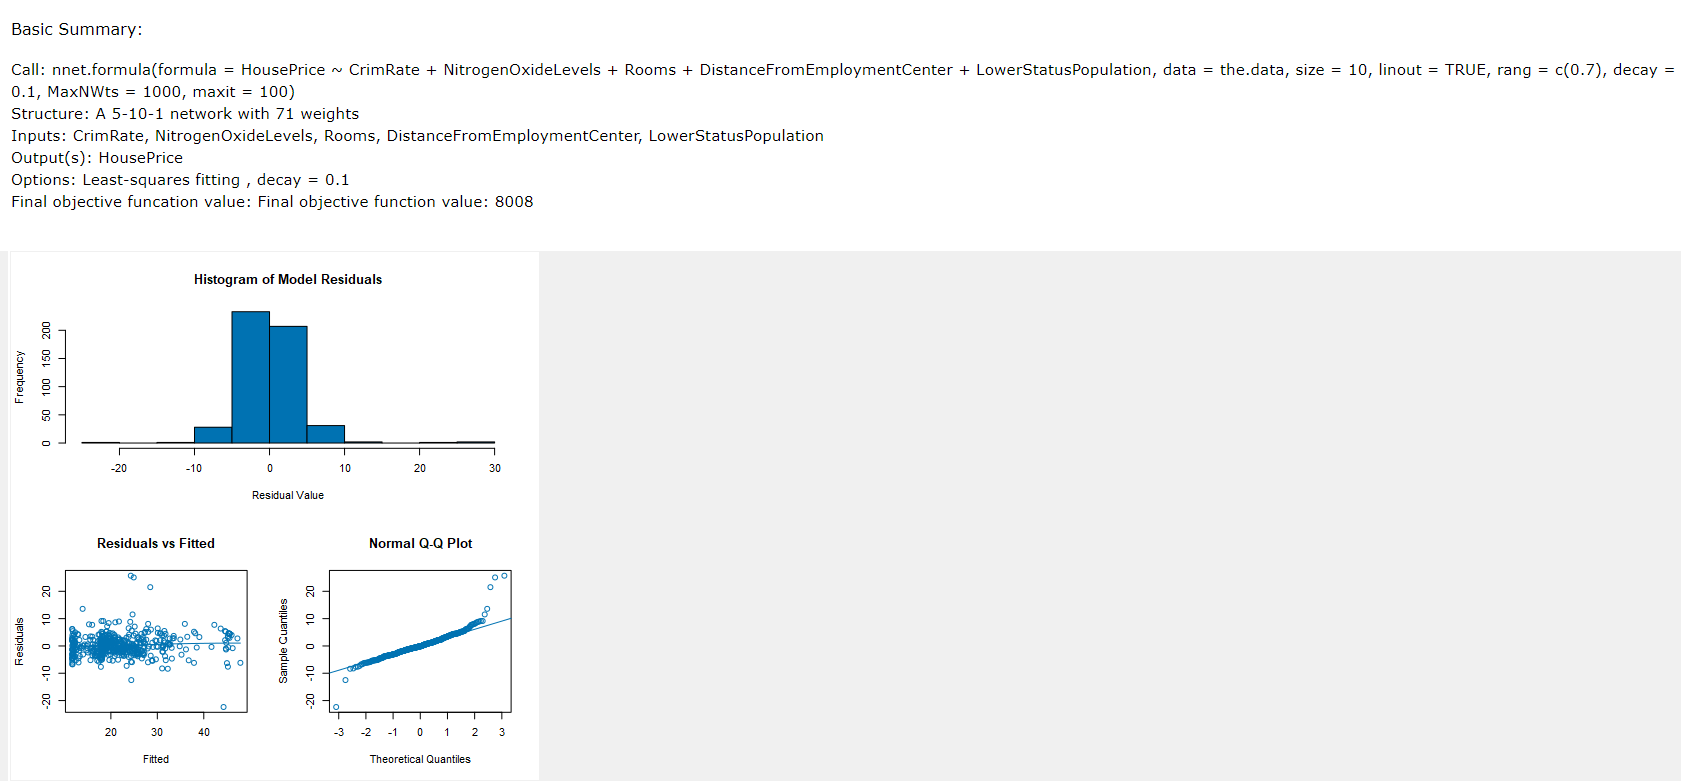 Basic Summary:
Call: nnet.formula(formula = HousePrice ~ CrimRate + NitrogenOxideLevels + Rooms + DistanceFromEmploymentCenter + LowerStatusPopulation, data = the.data, size = 10, linout = TRUE, rang = c(0.7), decay =
0.1, MaxNWts = 1000, maxit = 100)
Structure: A 5-10-1 network with 71 weights
Inputs: CrimRate, NitrogenOxideLevels, Rooms, DistanceFromEmploymentCenter, LowerStatusPopulation
Output(s): HousePrice
Options: Least-squares fitting , decay = 0.1
Final objective funcation value: Final objective function value: 8008
Histogram of Model Residuals
Frequency
200
150
100
50
0
-20 -10 0 10 20 30
Residual Value
Residuals vs Fitted
Residuals
20
10
0
-10
-20
20 30 40
Fitted
Normal Q-Q Plot
Sample Quantiles
20
10
0
-10
-20
-3 -2 -1 0 1 2 3
Theoretical Quantiles